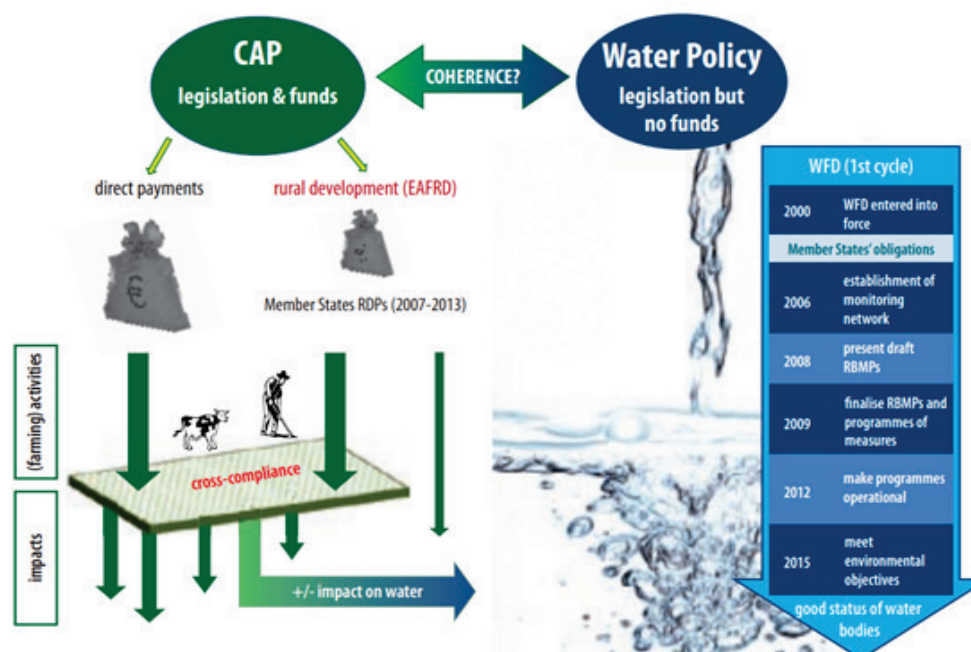 CAP
legislation & funds
COHERENCE?
Water Policy
legislation but
no funds
direct payments
rural development (EAFRD)
€
Member States RDPs (2007-2013)
(farming) activities
cross-compliance
impacts
+/- impact on water
WFD (1st cycle)
2000 WFD entered into
force
Member States' obligations
2006 establishment of
monitoring
network
2008 present draft
RBMPs
2009 finalise RBMPs and
programmes of
measures
2012 make programmes
operational
2015 meet
environmental
objectives
good status of water
bodies